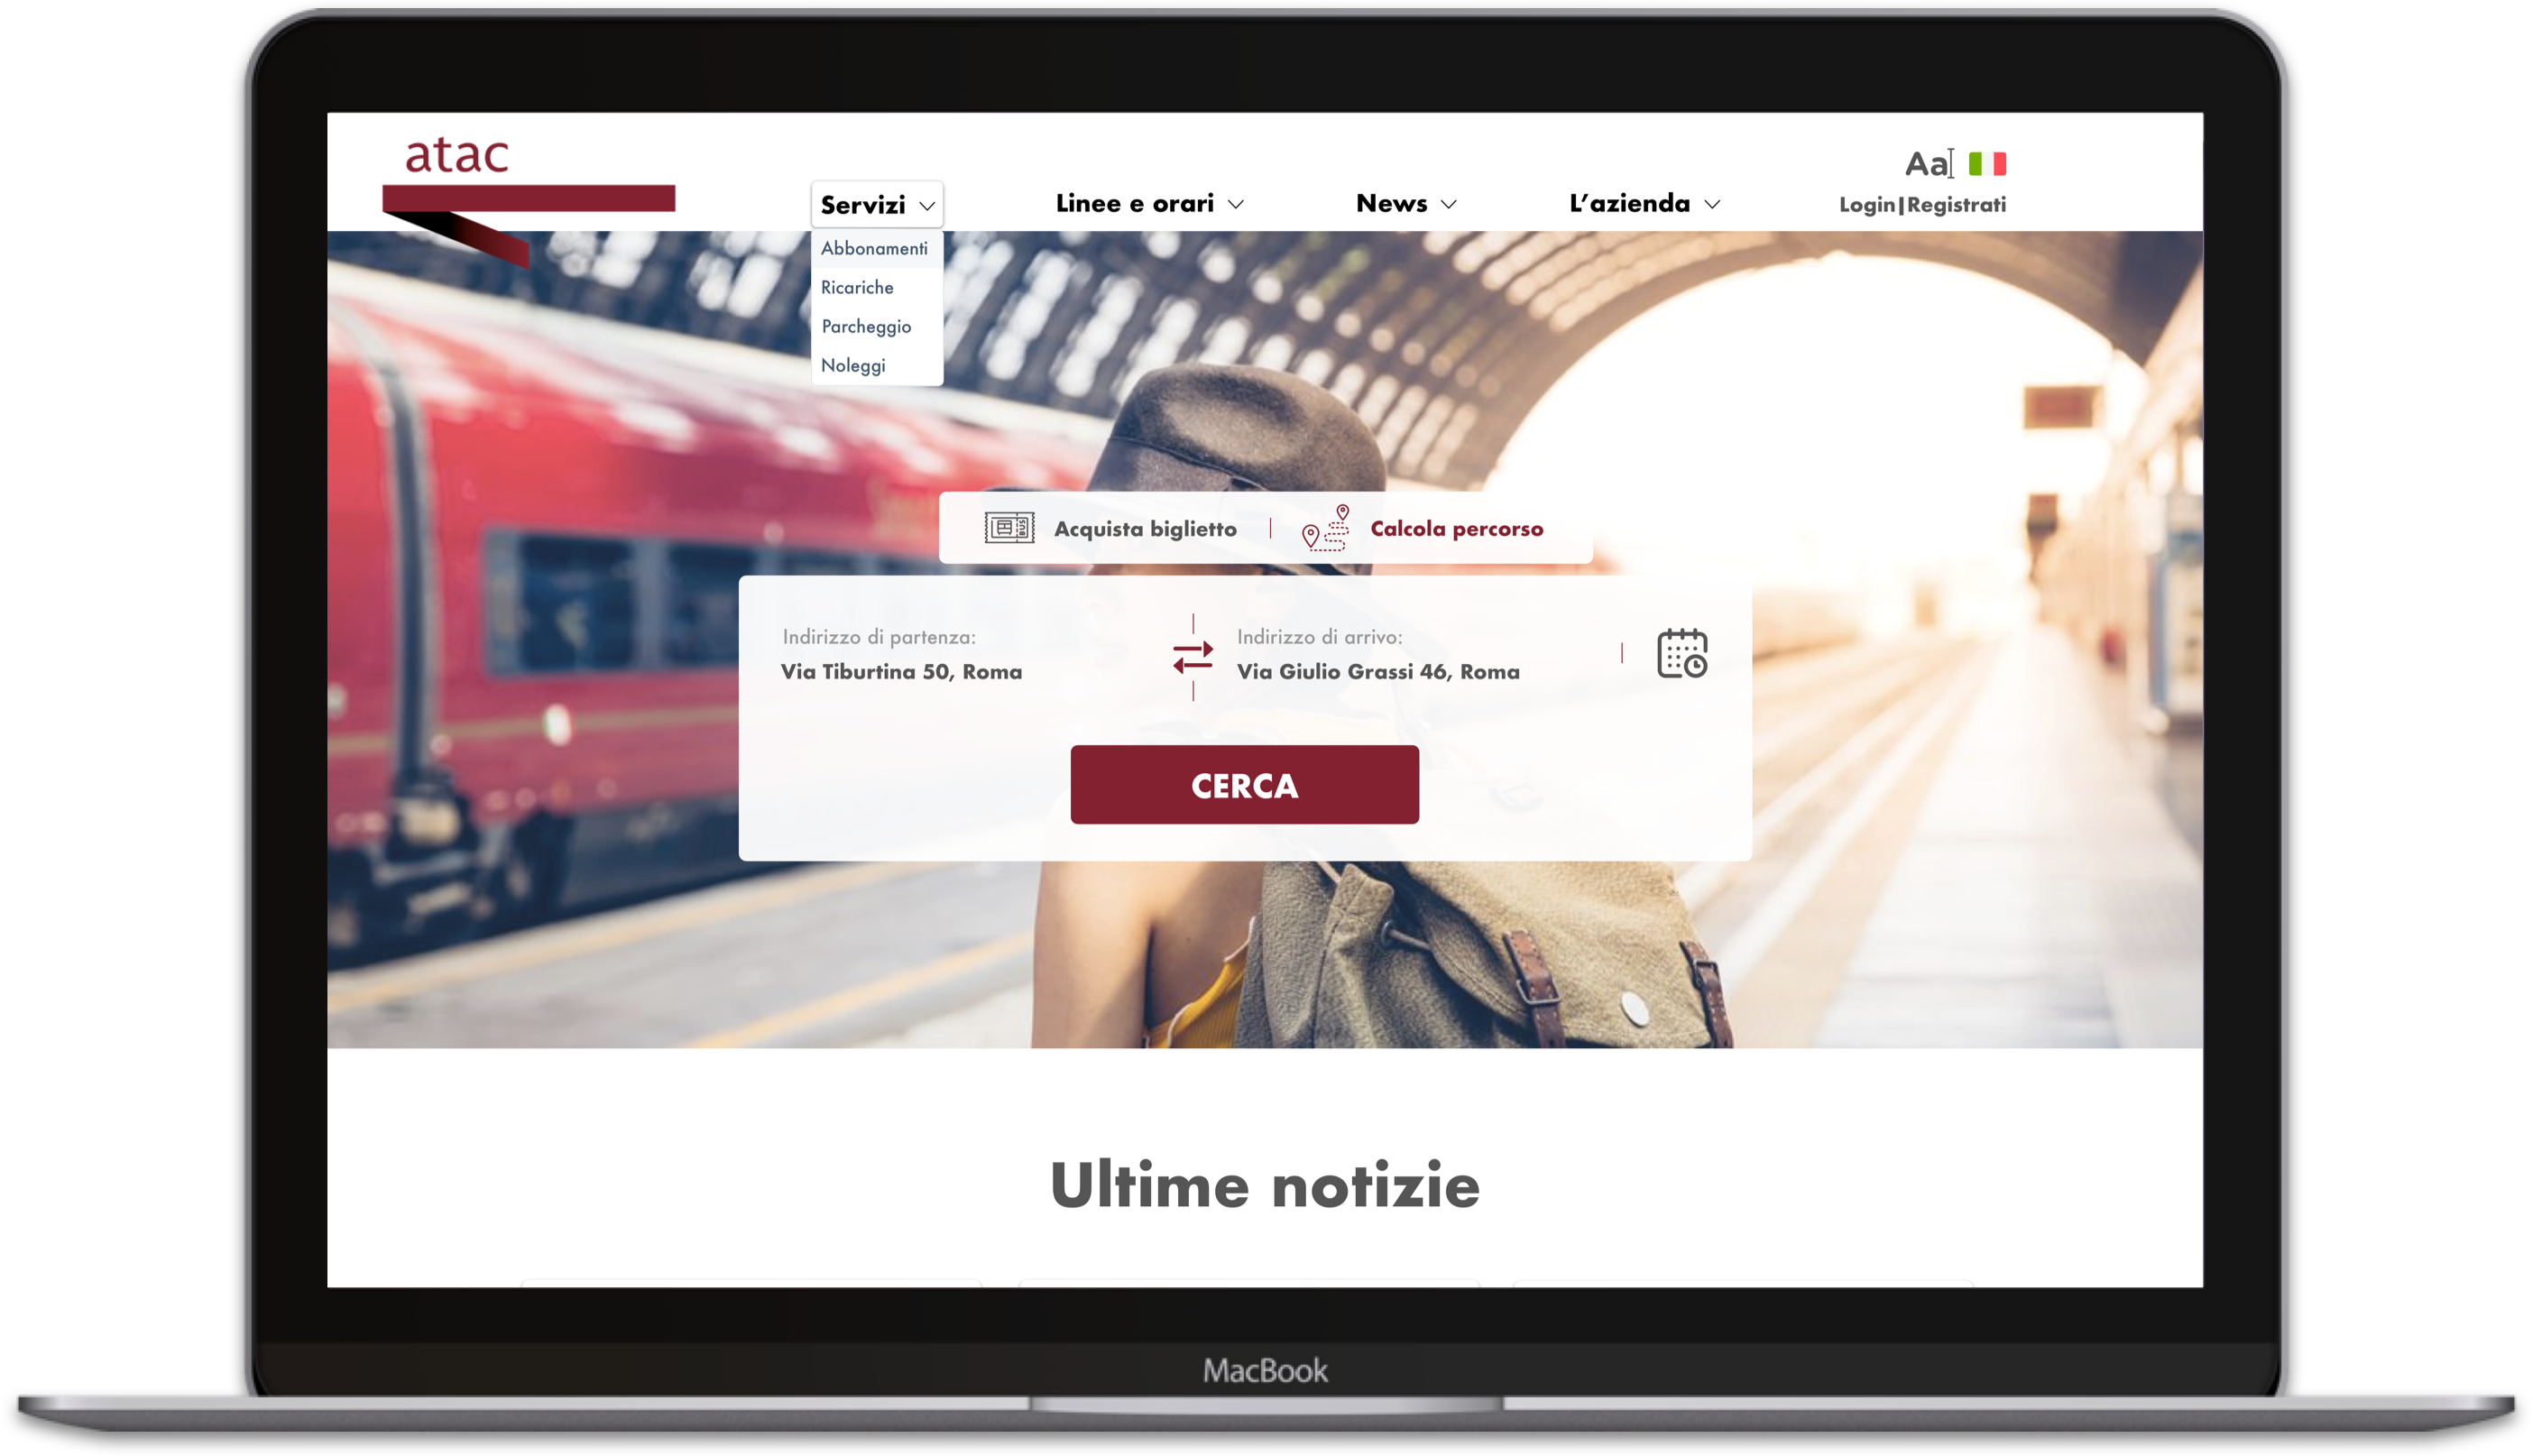 atac
Aa
Servizi
Linee e orari
News
L'azienda
Login|Registrati
Abbonamenti
Ricariche
Parcheggio
Noleggi
BUS
Acquista biglietto
Calcola percorso
Indirizzo di partenza:
Via Tiburtina 50, Roma
Indirizzo di arrivo:
Via Giulio Grassi 46, Roma
CERCA
Ultime notizie
MacBook